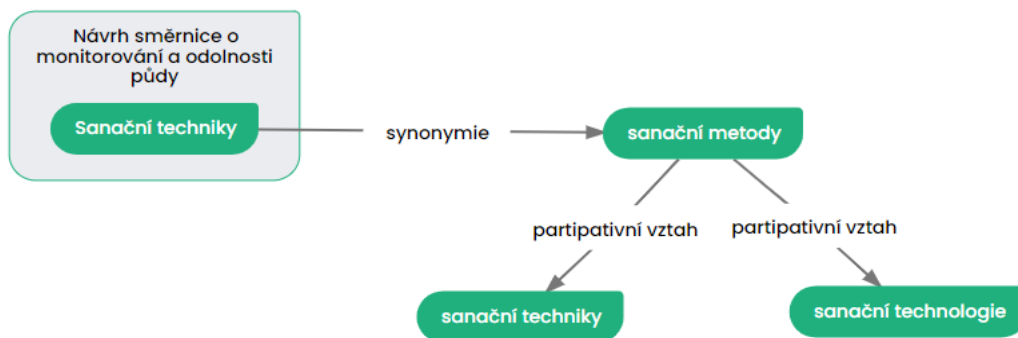 Návrh směrnice o
monitorování a odolnosti
půdy
Sanační techniky
synonymie
sanační metody
partipativní vztah
partipativní vztah
sanační techniky
sanační technologie